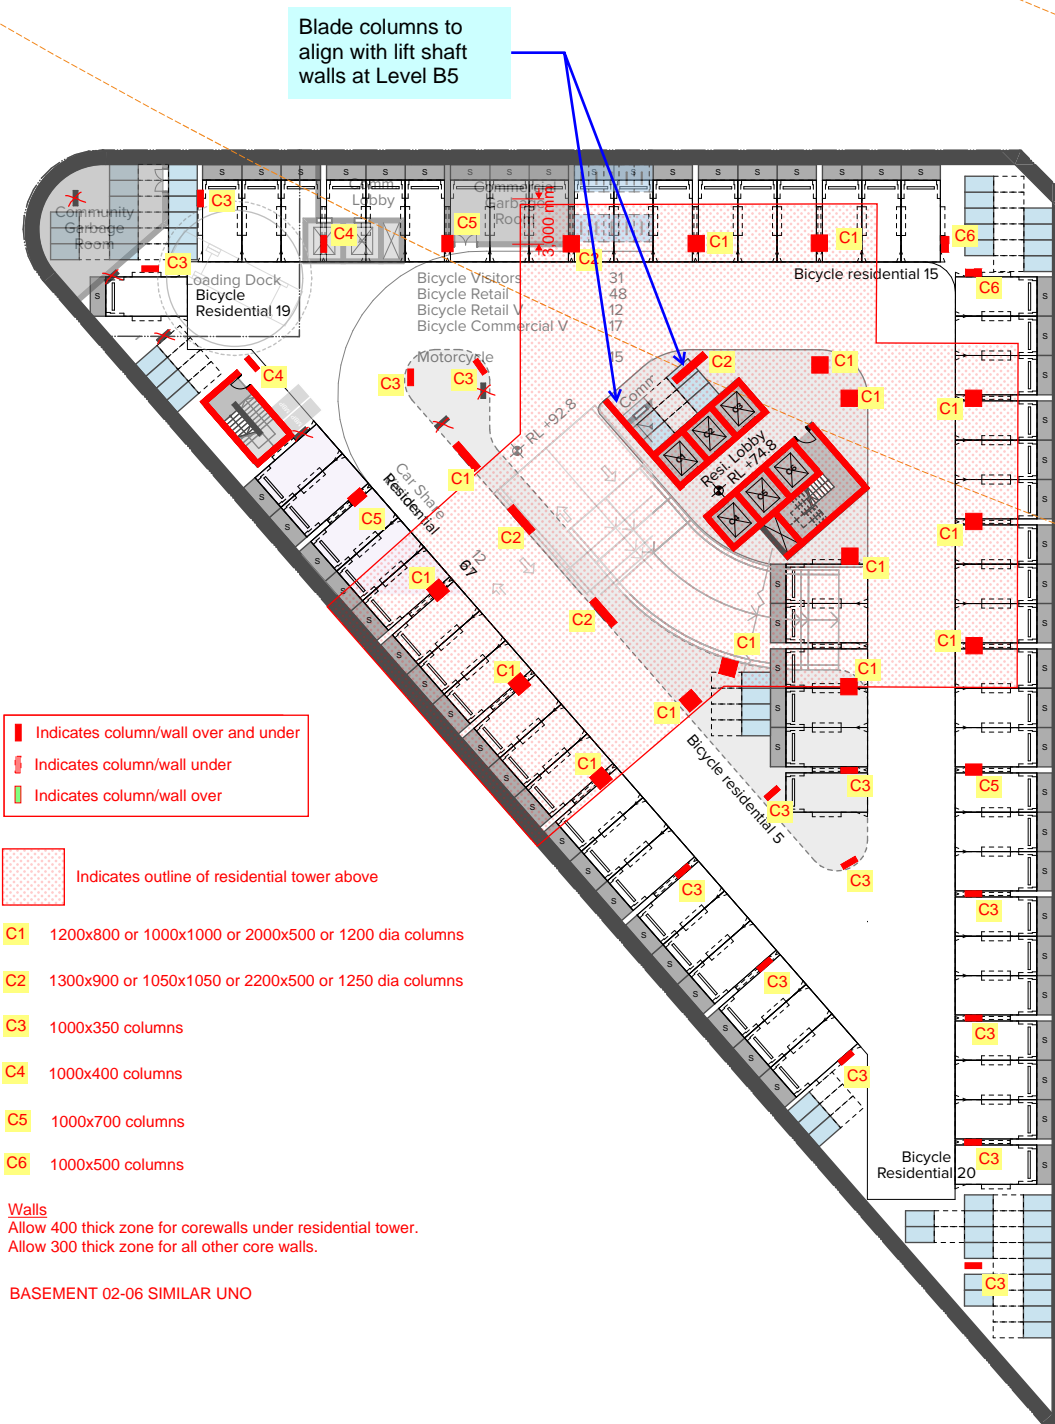 Blade columns to
align with lift shaft
walls at Level B5
S S S S S S S S S S S S
Community
Garbage
Room
C3
Comm
Lobby
Commercial
Garbage
Room
3,000 mm
C4
C5
C2
C1
C1
C6
C3
Loading Dock
Bicycle
Residential 19
Bicycle Visitors 31
Bicycle Retail 48
Bicycle Retail V 12
Bicycle Commercial V 17
Motorcycle 15
Bicycle residential 15
C6
S
C4
C3
C3
C2
C1
C1
C1
Comm'
RL +92.8
Resi. Lobby
RL +74.8
C1
C2
C5
Car Share
Residential
12
67
C1
C1
C1
C2
C1
C1
C1
C1
C1
C1
Bicycle residential 5
C3
C3
C5
C3
C3
C3
C3
C3
C3
C3
C3
Bicycle
Residential 20
Indicates column/wall over and under
Indicates column/wall under
Indicates column/wall over
Indicates outline of residential tower above
C1 1200x800 or 1000x1000 or 2000x500 or 1200 dia columns
C2 1300x900 or 1050x1050 or 2200x500 or 1250 dia columns
C3 1000x350 columns
C4 1000x400 columns
C5 1000x700 columns
C6 1000x500 columns
Walls
Allow 400 thick zone for corewalls under residential tower.
Allow 300 thick zone for all other core walls.
BASEMENT 02-06 SIMILAR UNO